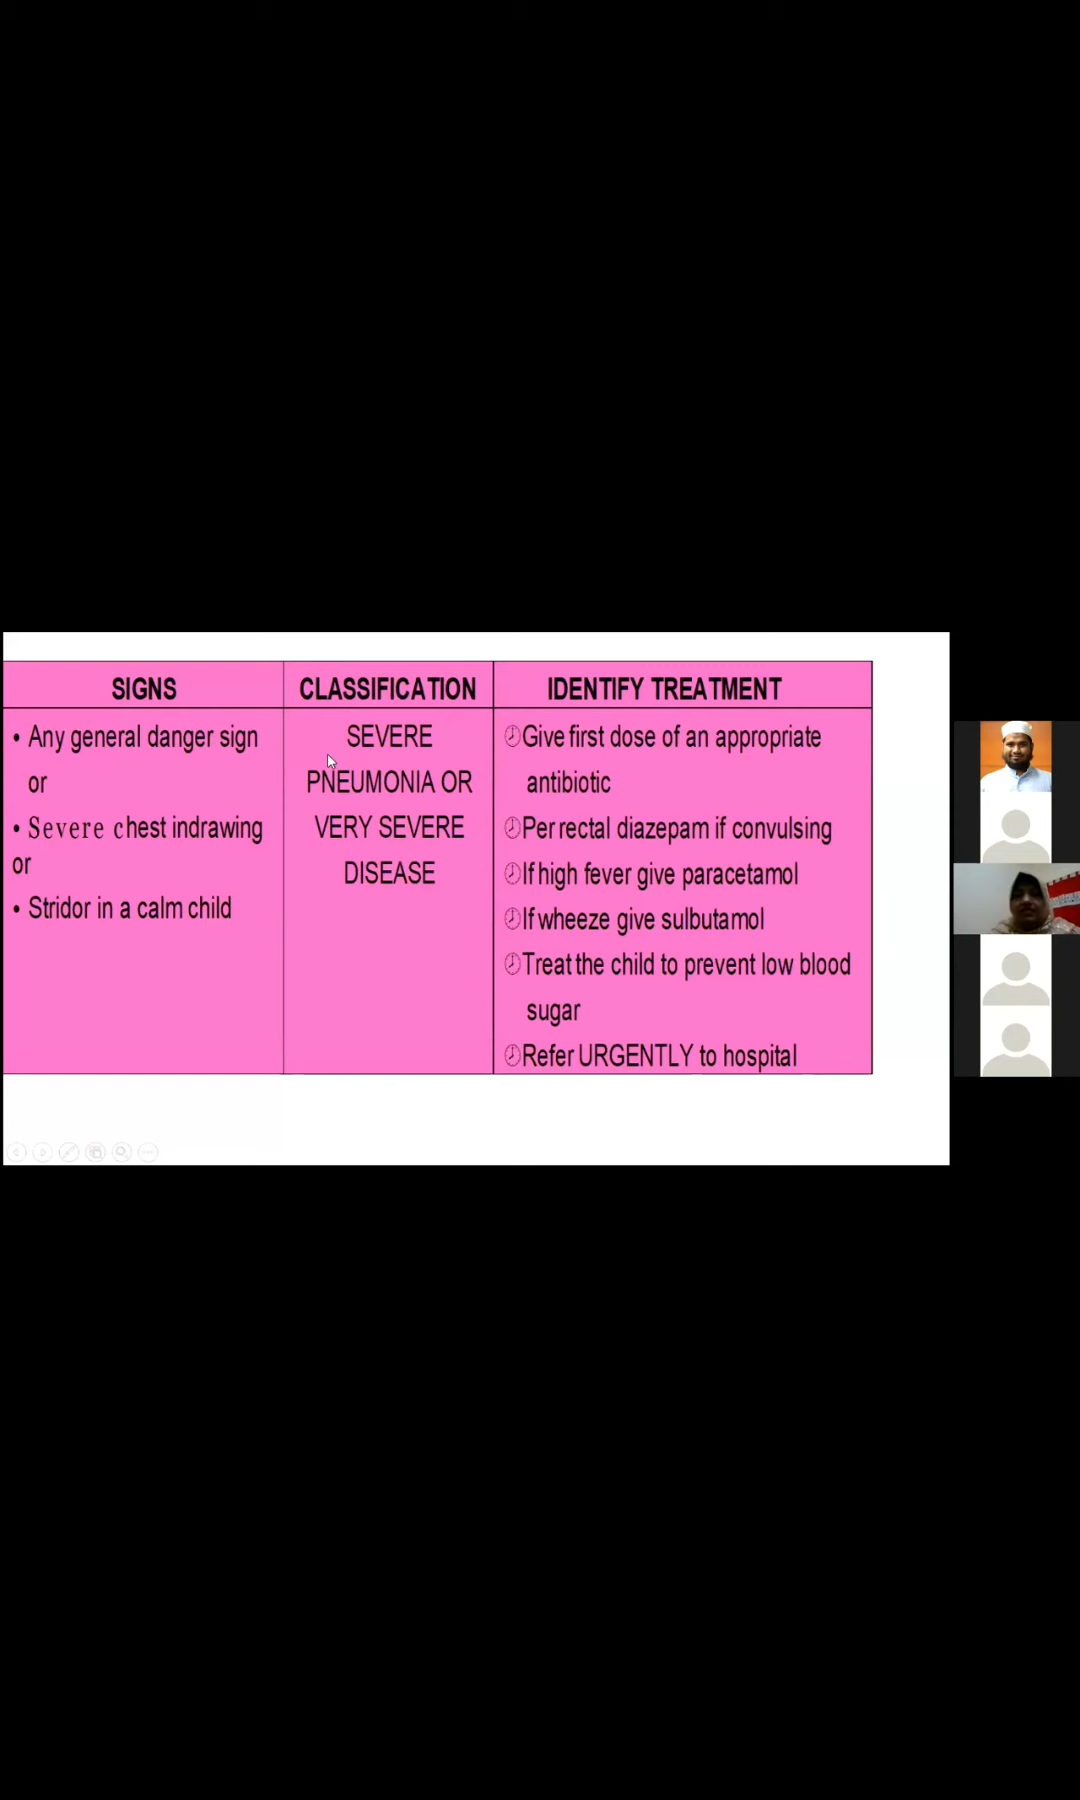 SIGNS
CLASSIFICATION
IDENTIFY TREATMENT
• Any general danger sign
or
• Severe chest indrawing
or
• Stridor in a calm child
SEVERE
PNEUMONIA OR
VERY SEVERE
DISEASE
Give first dose of an appropriate
antibiotic
Per rectal diazepam if convulsing
If high fever give paracetamol
If wheeze give sulbutamol
Treat the child to prevent low blood
sugar
Refer URGENTLY to hospital